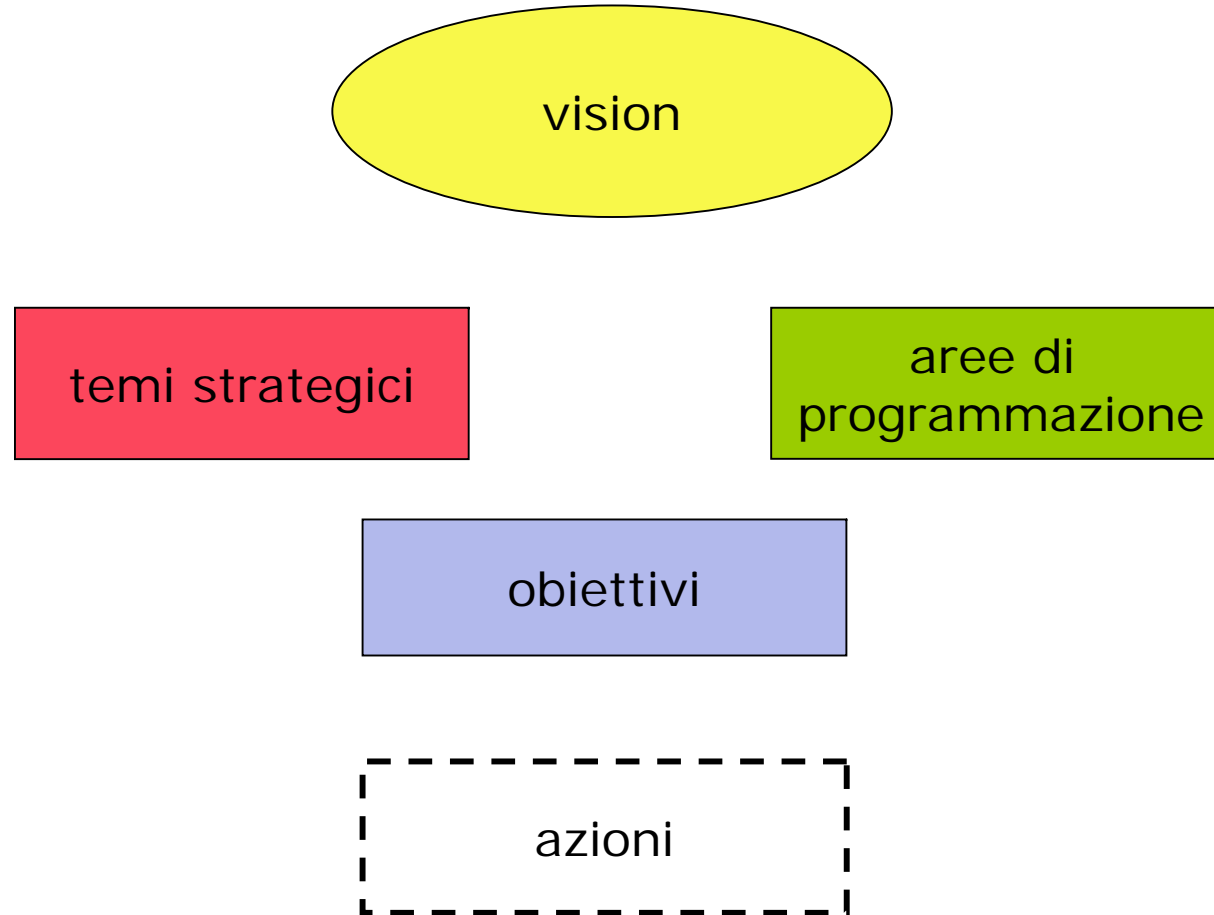 vision
temi strategici
aree di
programmazione
obiettivi
azioni